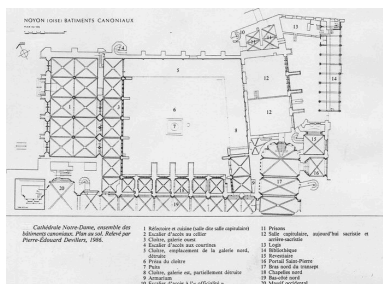 NOYON (OISE) BATIMENTS CANONIAUX
Cathédrale Notre-Dame, ensemble des
bâtiments canoniaux. Plan au sol. Relevé par
Pierre-Édouard Devillers, 1986.
1 Réfectoire et cuisine (salle dite salle capitulaire)
2 Escalier d'accès au cellier
3 Cloître, galerie ouest
4 Escalier d'accès aux courtines
5 Cloître, emplacement de la galerie nord,
détruite
6 Préau du cloître
7 Puits
8 Cloître, galerie est, partiellement détruite
9 Armarium
11 Prisons
12 Salle capitulaire, aujourd'hui sacristie et
arrière-sacristie
13 Logis
14 Bibliothèque
15 Revestiaire
16 Portail Saint-Pierre
17 Bras nord du transept
18 Chapelles nord
19 Bas-côté nord
20 Massif occidental